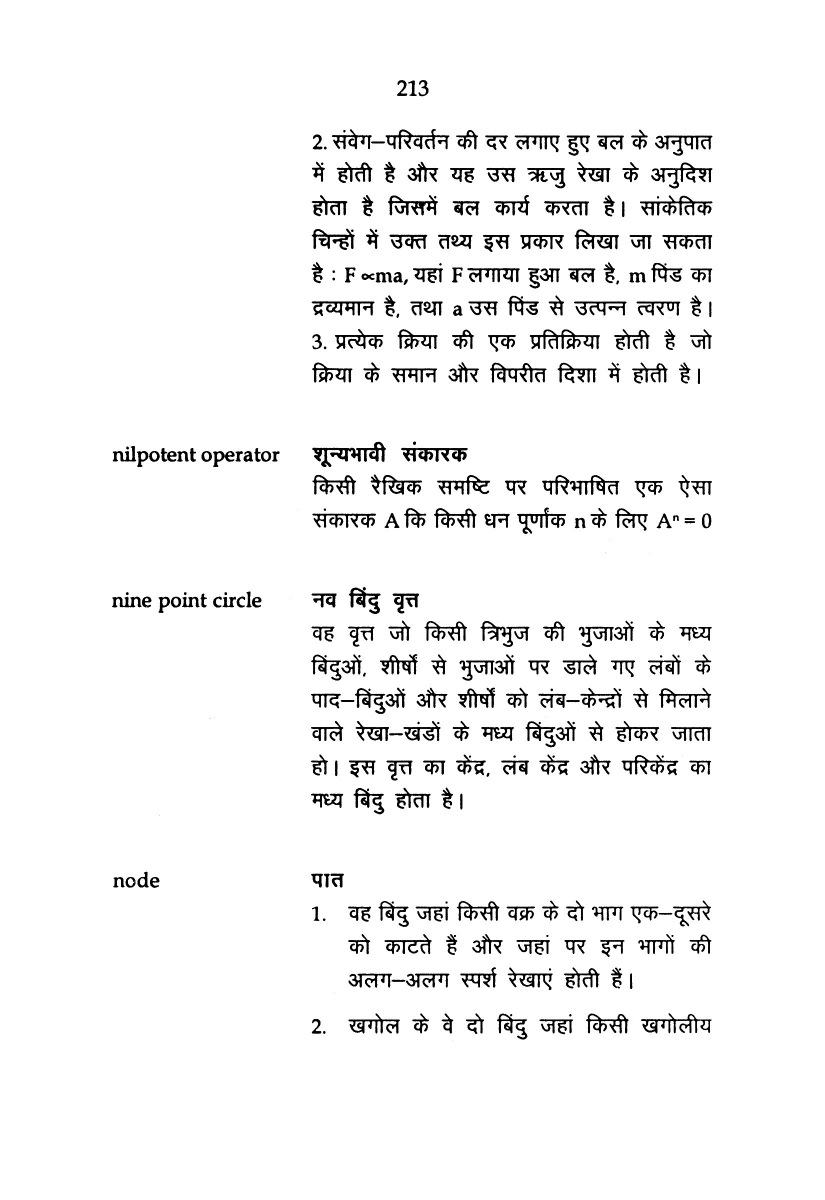 213
2. संवेग–परिवर्तन की दर लगाए हुए बल के अनुपात
में होती है और यह उस ऋजु रेखा के अनुदिश
होता है जिसमें बल कार्य करता है। सांकेतिक
चिन्हों में उक्त तथ्य इस प्रकार लिखा जा सकता
है : F ∝ma, यहां F लगाया हुआ बल है, m पिंड का
द्रव्यमान है, तथा a उस पिंड से उत्पन्न त्वरण है।
3. प्रत्येक क्रिया की एक प्रतिक्रिया होती है जो
क्रिया के समान और विपरीत दिशा में होती है।
nilpotent operator शून्यभावी संकारक
किसी रैखिक समष्टि पर परिभाषित एक ऐसा
संकारक A कि किसी धन पूर्णांक n के लिए Aⁿ = 0
nine point circle नव बिंदु वृत्त
वह वृत्त जो किसी त्रिभुज की भुजाओं के मध्य
बिंदुओं, शीर्षों से भुजाओं पर डाले गए लंबों के
पाद–बिंदुओं और शीर्षों को लंब–केन्द्रों से मिलाने
वाले रेखा–खंडों के मध्य बिंदुओं से होकर जाता
हो। इस वृत्त का केंद्र, लंब केंद्र और परिकेंद्र का
मध्य बिंदु होता है।
node पात
1. वह बिंदु जहां किसी वक्र के दो भाग एक–दूसरे
को काटते हैं और जहां पर इन भागों की
अलग–अलग स्पर्श रेखाएं होती हैं।
2. खगोल के वे दो बिंदु जहां किसी खगोलीय